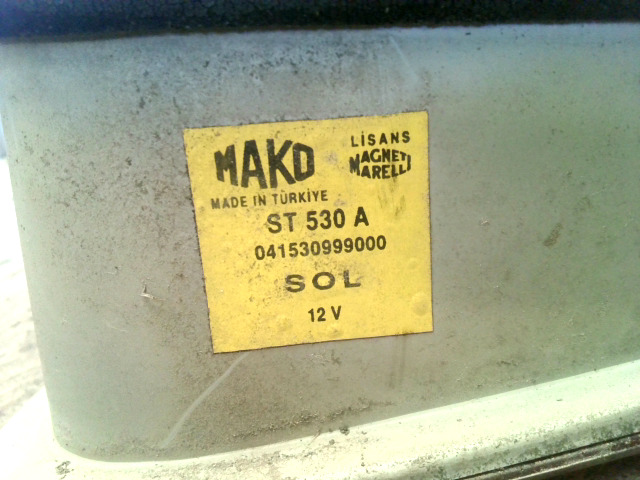 MAKO
LİSANS
MAGNETI
MARELLI
MADE IN TÜRKİYE
ST 530 A
041530999000
SOL
12 V